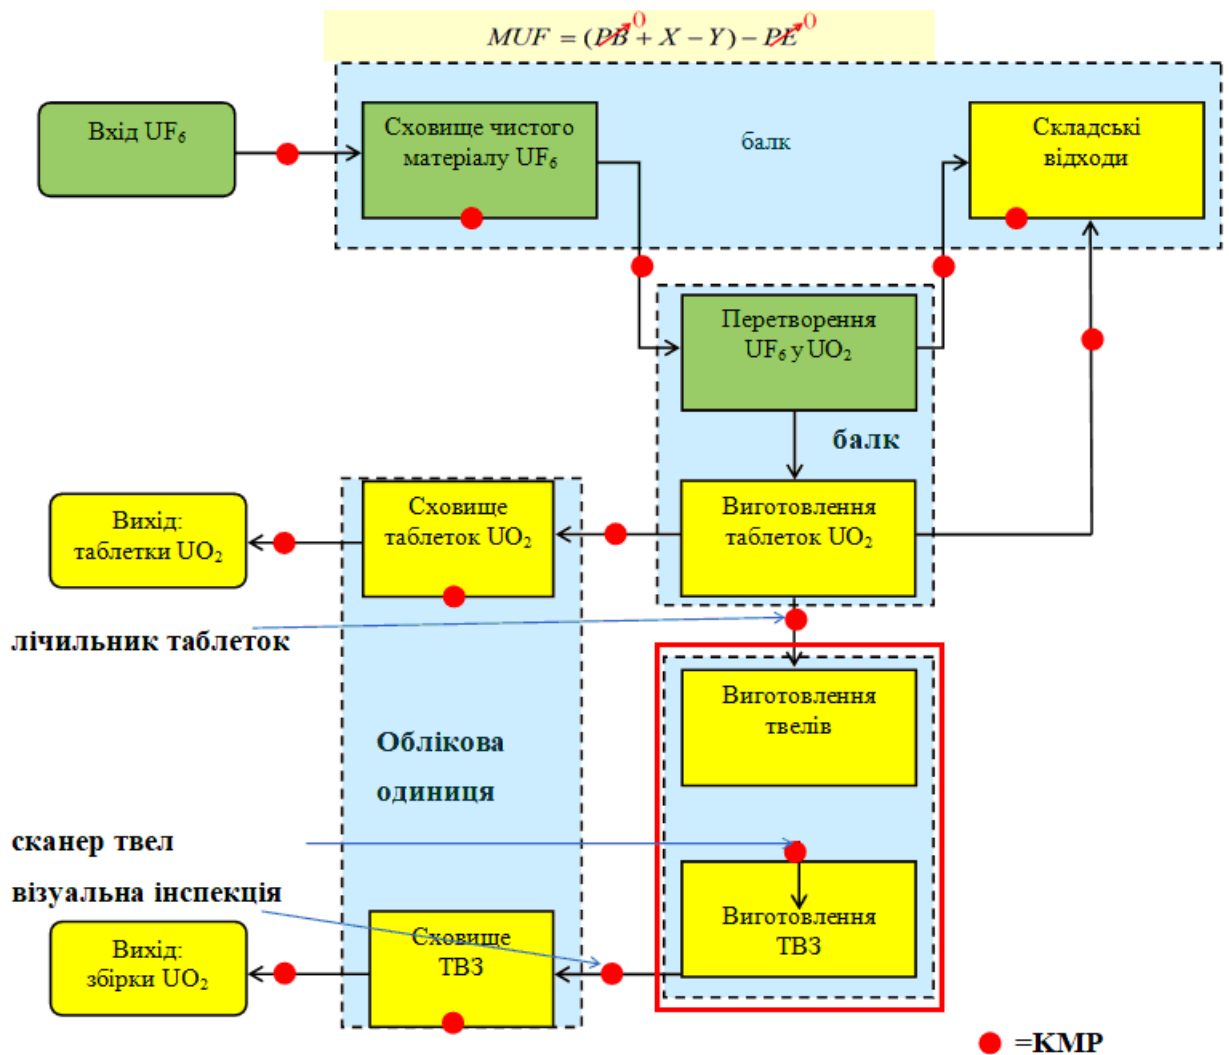 MUF = (PB 0 + X − Y) − PE 0
Вхід UF₆
Сховище чистого
матеріалу UF₆
балк
Складські
відходи
Перетворення
UF₆ у UO₂
балк
Вихід:
таблетки UO₂
Сховище
таблеток UO₂
Виготовлення
таблеток UO₂
лічильник таблеток
Виготовлення
твелів
Облікова
одиниця
сканер твел
візуальна інспекція
Виготовлення
ТВЗ
Вихід:
збірки UO₂
Сховище
ТВЗ
=KMP